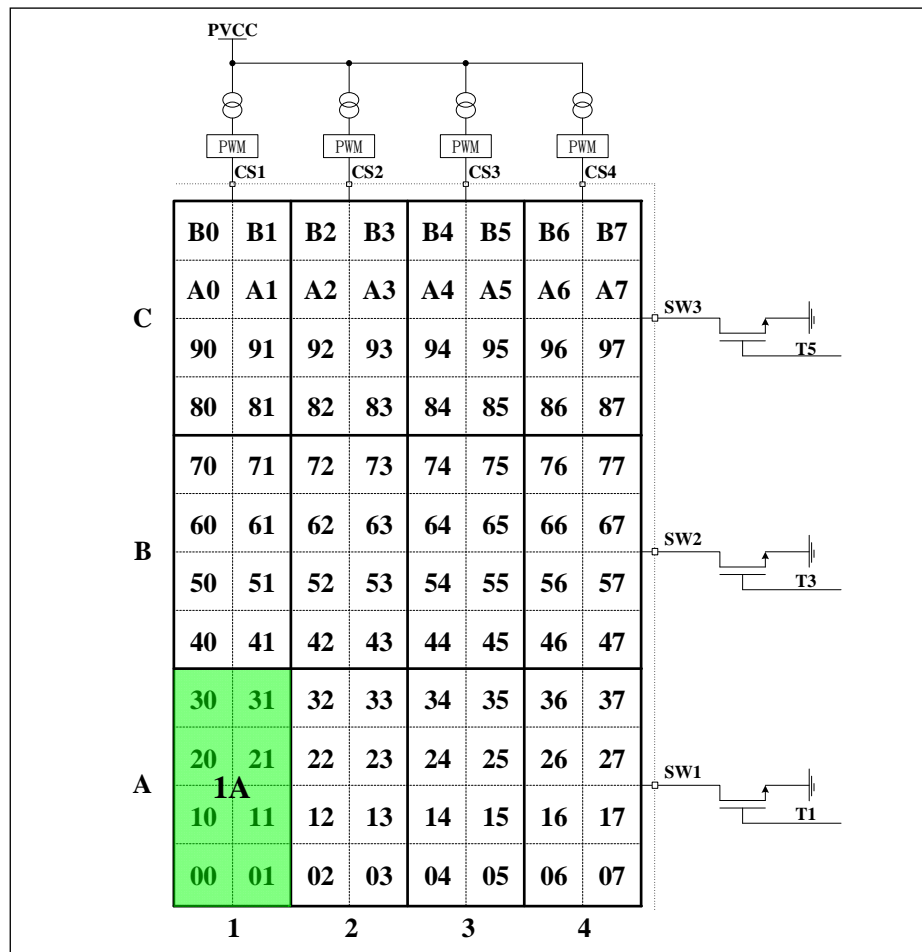 PVCC
PWM PWM PWM PWM
CS1 CS2 CS3 CS4
B0 B1 B2 B3 B4 B5 B6 B7
A0 A1 A2 A3 A4 A5 A6 A7
C SW3
T5
90 91 92 93 94 95 96 97
80 81 82 83 84 85 86 87
70 71 72 73 74 75 76 77
60 61 62 63 64 65 66 67
B SW2
T3
50 51 52 53 54 55 56 57
40 41 42 43 44 45 46 47
30 31 32 33 34 35 36 37
20 21 22 23 24 25 26 27
A 1A SW1
T1
10 11 12 13 14 15 16 17
00 01 02 03 04 05 06 07
1 2 3 4